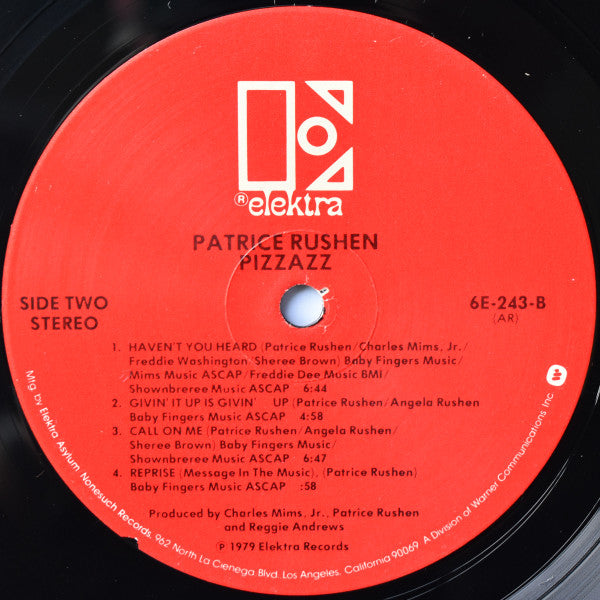 ® elektra
PATRICE RUSHEN
PIZZAZZ
SIDE TWO
STEREO
6E-243-B
(AR)
1. HAVEN'T YOU HEARD (Patrice Rushen/Charles Mims, Jr./
Freddie Washington/Sheree Brown) Baby Fingers Music/
Mims Music ASCAP/Freddie Dee Music BMI/
Shownbreree Music ASCAP 6:44
2. GIVIN' IT UP IS GIVIN' UP (Patrice Rushen/Angela Rushen
Baby Fingers Music ASCAP 4:58
3. CALL ON ME (Patrice Rushen/Angela Rushen/
Sheree Brown) Baby Fingers Music/
Shownbreree Music ASCAP 6:47
4. REPRISE (Message In The Music), (Patrice Rushen)
Baby Fingers Music ASCAP :58
Produced by Charles Mims, Jr., Patrice Rushen
and Reggie Andrews
℗ 1979 Elektra Records
Mfg. by Elektra Asylum Nonesuch Records, 962 North La Cienega Blvd. Los Angeles, California 90069 A Division of Warner Communications Inc.